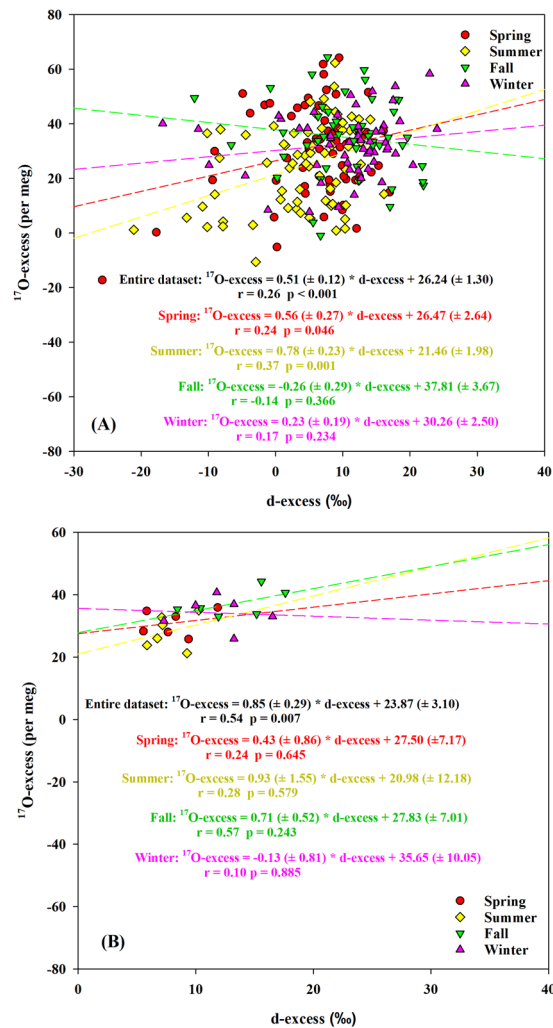 80
60
40
20
0
-20
-40
-60
-80
¹⁷O-excess (per meg)
Spring
Summer
Fall
Winter
Entire dataset: ¹⁷O-excess = 0.51 (± 0.12) * d-excess + 26.24 (± 1.30)
r = 0.26 p < 0.001
Spring: ¹⁷O-excess = 0.56 (± 0.27) * d-excess + 26.47 (± 2.64)
r = 0.24 p = 0.046
Summer: ¹⁷O-excess = 0.78 (± 0.23) * d-excess + 21.46 (± 1.98)
r = 0.37 p = 0.001
Fall: ¹⁷O-excess = -0.26 (± 0.29) * d-excess + 37.81 (± 3.67)
r = -0.14 p = 0.366
(A)
Winter: ¹⁷O-excess = 0.23 (± 0.19) * d-excess + 30.26 (± 2.50)
r = 0.17 p = 0.234
-30 -20 -10 0 10 20 30 40
d-excess (‰)
60
40
20
0
-20
-40
-60
-80
¹⁷O-excess (per meg)
Entire dataset: ¹⁷O-excess = 0.85 (± 0.29) * d-excess + 23.87 (± 3.10)
r = 0.54 p = 0.007
Spring: ¹⁷O-excess = 0.43 (± 0.86) * d-excess + 27.50 (±7.17)
r = 0.24 p = 0.645
Summer: ¹⁷O-excess = 0.93 (± 1.55) * d-excess + 20.98 (± 12.18)
r = 0.28 p = 0.579
Fall: ¹⁷O-excess = 0.71 (± 0.52) * d-excess + 27.83 (± 7.01)
r = 0.57 p = 0.243
Winter: ¹⁷O-excess = -0.13 (± 0.81) * d-excess + 35.65 (± 10.05)
r = 0.10 p = 0.885
Spring
Summer
Fall
Winter
(B)
0 10 20 30 40
d-excess (‰)